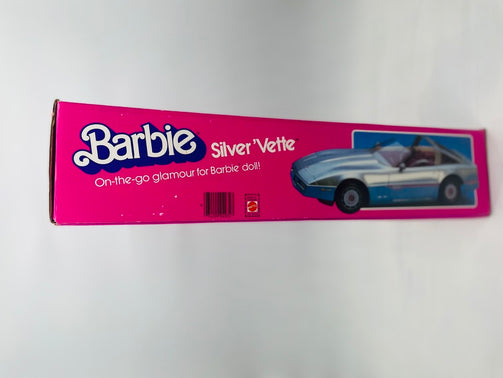 Barbie
Silver 'Vette
On-the-go glamour for Barbie doll!